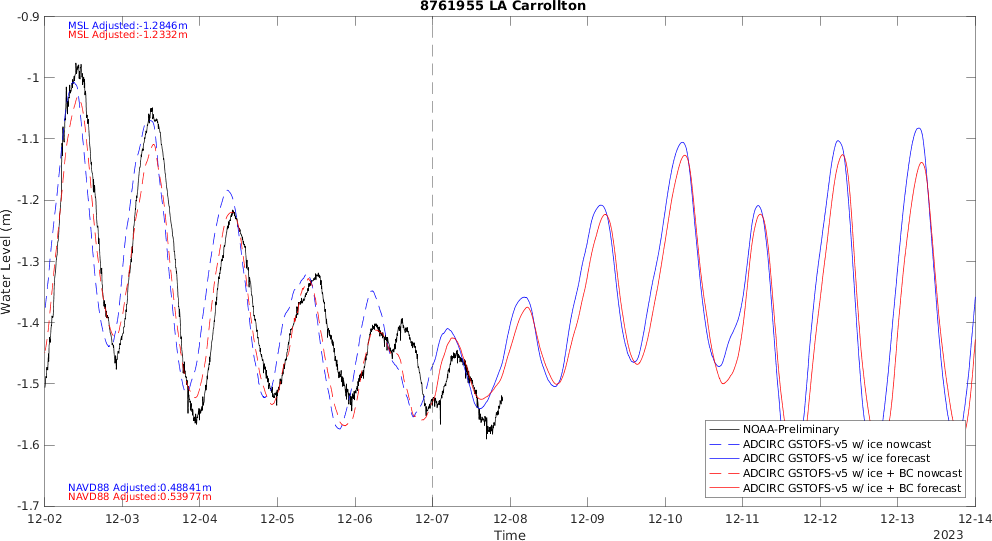 8761955 LA Carrollton
MSL Adjusted:-1.2846m
MSL Adjusted:-1.2332m
-0.9
-1
-1.1
-1.2
-1.3
-1.4
-1.5
-1.6
-1.7
Water Level (m)
NAVD88 Adjusted:0.48841m
NAVD88 Adjusted:0.53977m
NOAA-Preliminary
ADCIRC GSTOFS-v5 w/ ice nowcast
ADCIRC GSTOFS-v5 w/ ice forecast
ADCIRC GSTOFS-v5 w/ ice + BC nowcast
ADCIRC GSTOFS-v5 w/ ice + BC forecast
12-02 12-03 12-04 12-05 12-06 12-07 12-08 12-09 12-10 12-11 12-12 12-13 12-14
Time
2023